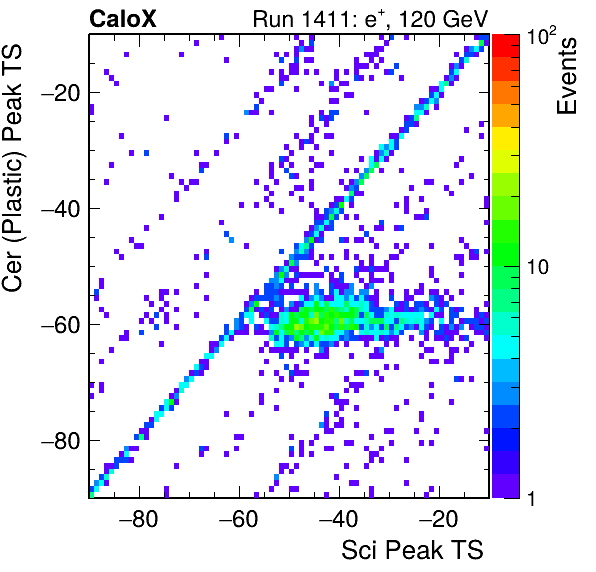 CaloX Run 1411: e⁺, 120 GeV
Cer (Plastic) Peak TS
−20
−40
−60
−80
−80 −60 −40 −20
Sci Peak TS
10²
10
1
Events